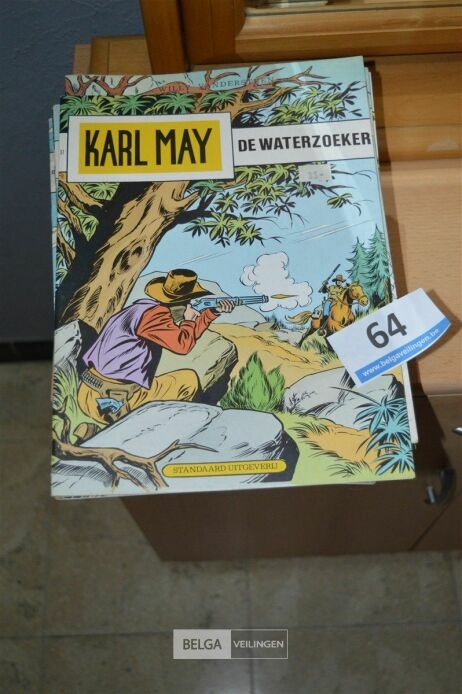 WILLY VANDERSTEEN
KARL MAY
DE WATERZOEKER
64
www.belgaveilingen.be
STANDAARD UITGEVERIJ
BELGA VEILINGEN